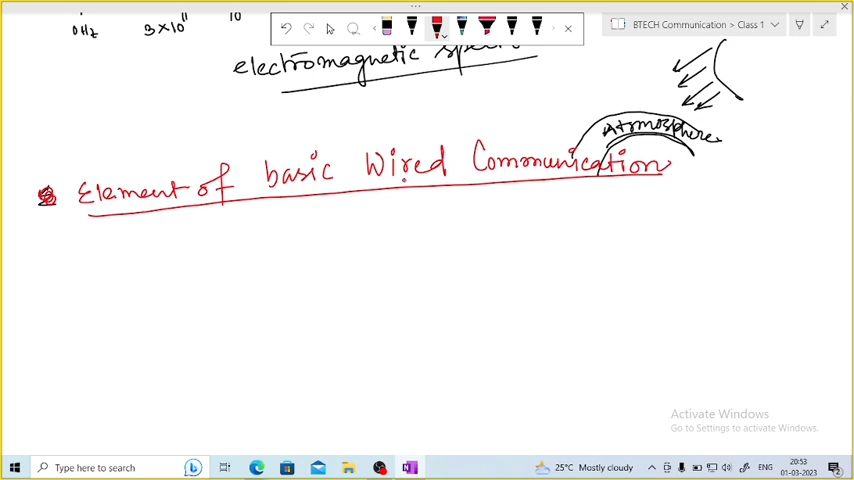 BTECH Communication > Class 1
0Hz 3×10¹¹ 10
electromagnetic
Atmosphere
Element of basic Wired Communication
Activate Windows
Go to Settings to activate Windows.
Type here to search
25°C Mostly cloudy
ENG
20:53
01-03-2023
2